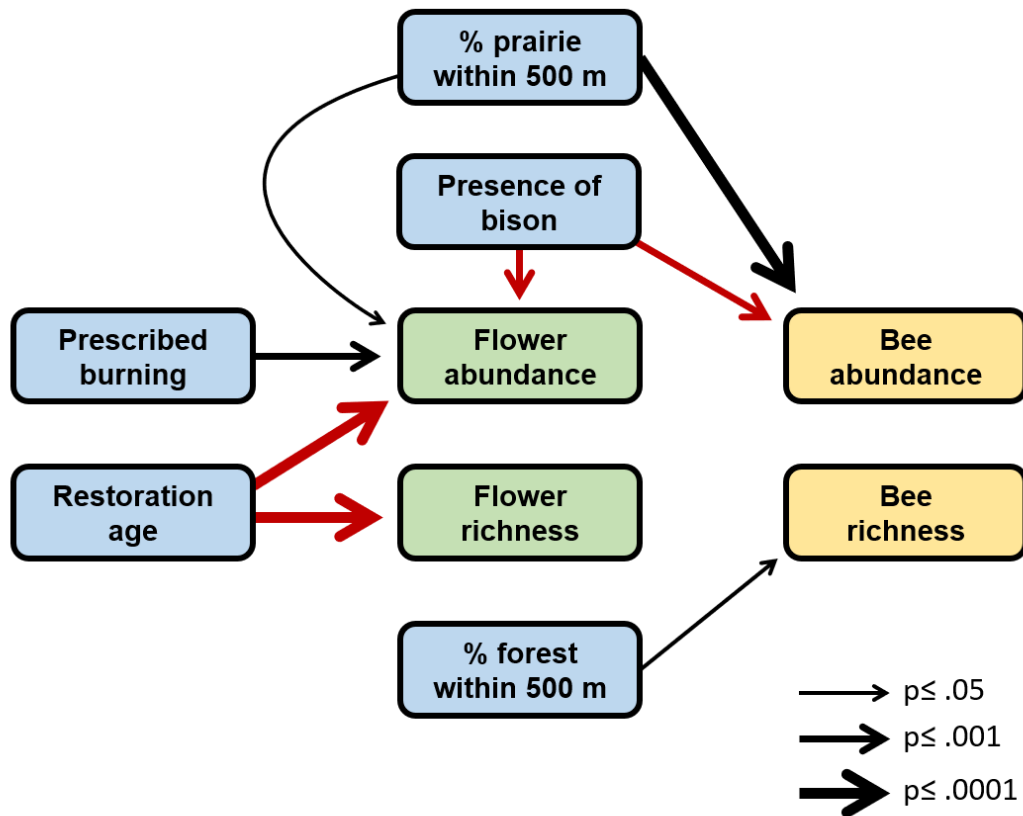 % prairie
within 500 m
Presence of
bison
Prescribed
burning
Flower
abundance
Bee
abundance
Restoration
age
Flower
richness
Bee
richness
% forest
within 500 m
p≤ .05
p≤ .001
p≤ .0001